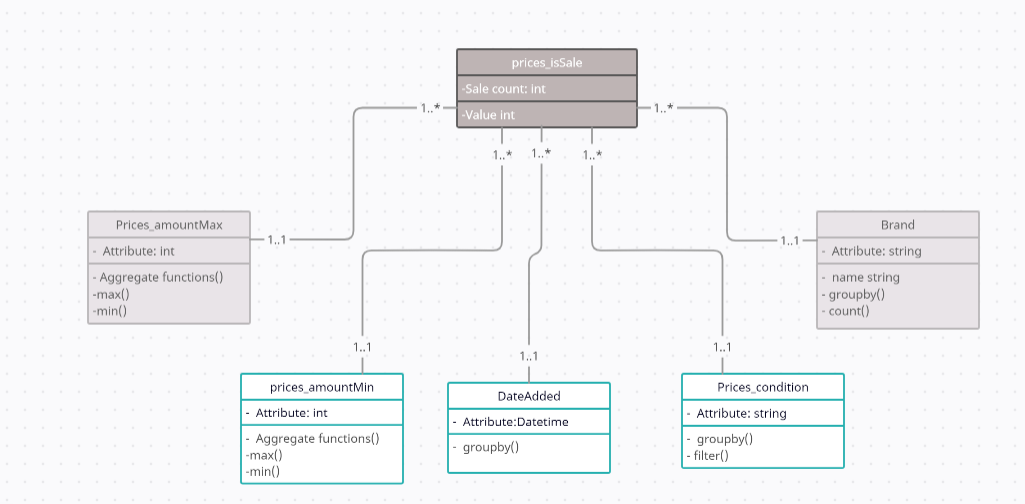 prices_isSale
-Sale count: int
-Value int
1..*
1..*
1..*
1..*
1..*
Prices_amountMax
- Attribute: int
- Aggregate functions()
-max()
-min()
1..1
Brand
- Attribute: string
- name string
- groupby()
- count()
1..1
1..1
1..1
1..1
prices_amountMin
- Attribute: int
- Aggregate functions()
-max()
-min()
DateAdded
- Attribute:Datetime
- groupby()
Prices_condition
- Attribute: string
- groupby()
- filter()